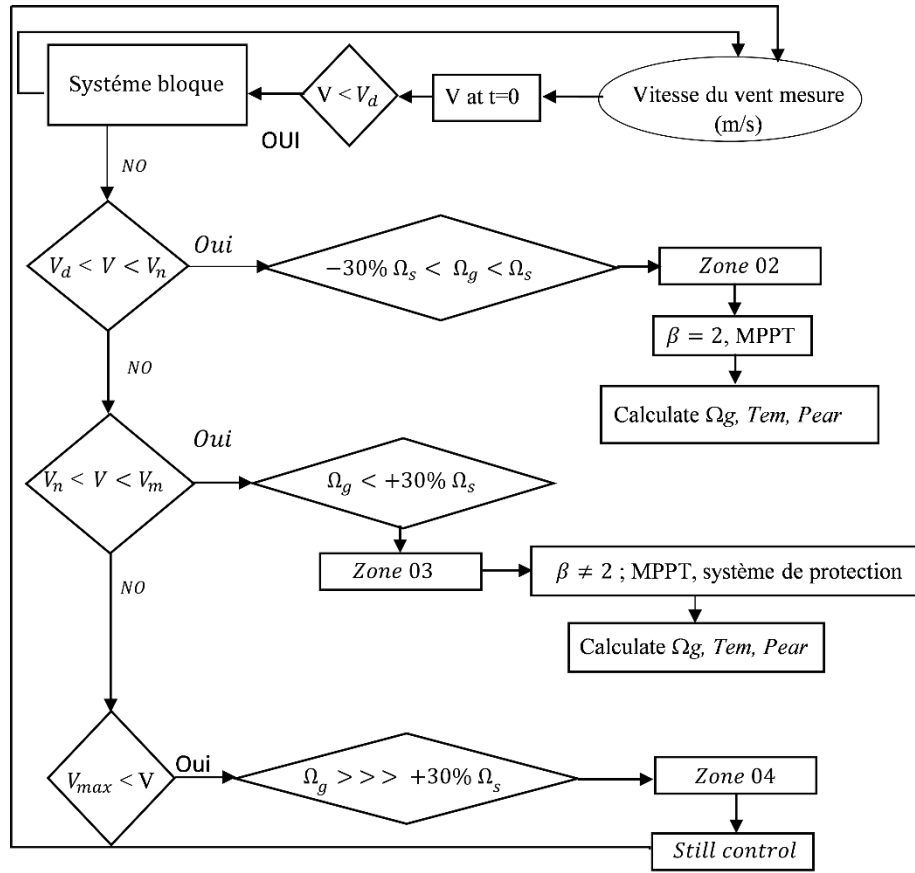 Systéme bloque
V < V_d
V at t=0
Vitesse du vent mesure
(m/s)
OUI
NO
V_d < V < V_n
Oui
−30% Ω_s < Ω_g < Ω_s
Zone 02
β = 2, MPPT
NO
Calculate Ωg, Tem, Pear
V_n < V < V_m
Oui
Ω_g < +30% Ω_s
Zone 03
β ≠ 2 ; MPPT, système de protection
NO
Calculate Ωg, Tem, Pear
V_max < V
Oui
Ω_g > > > +30% Ω_s
Zone 04
Still control